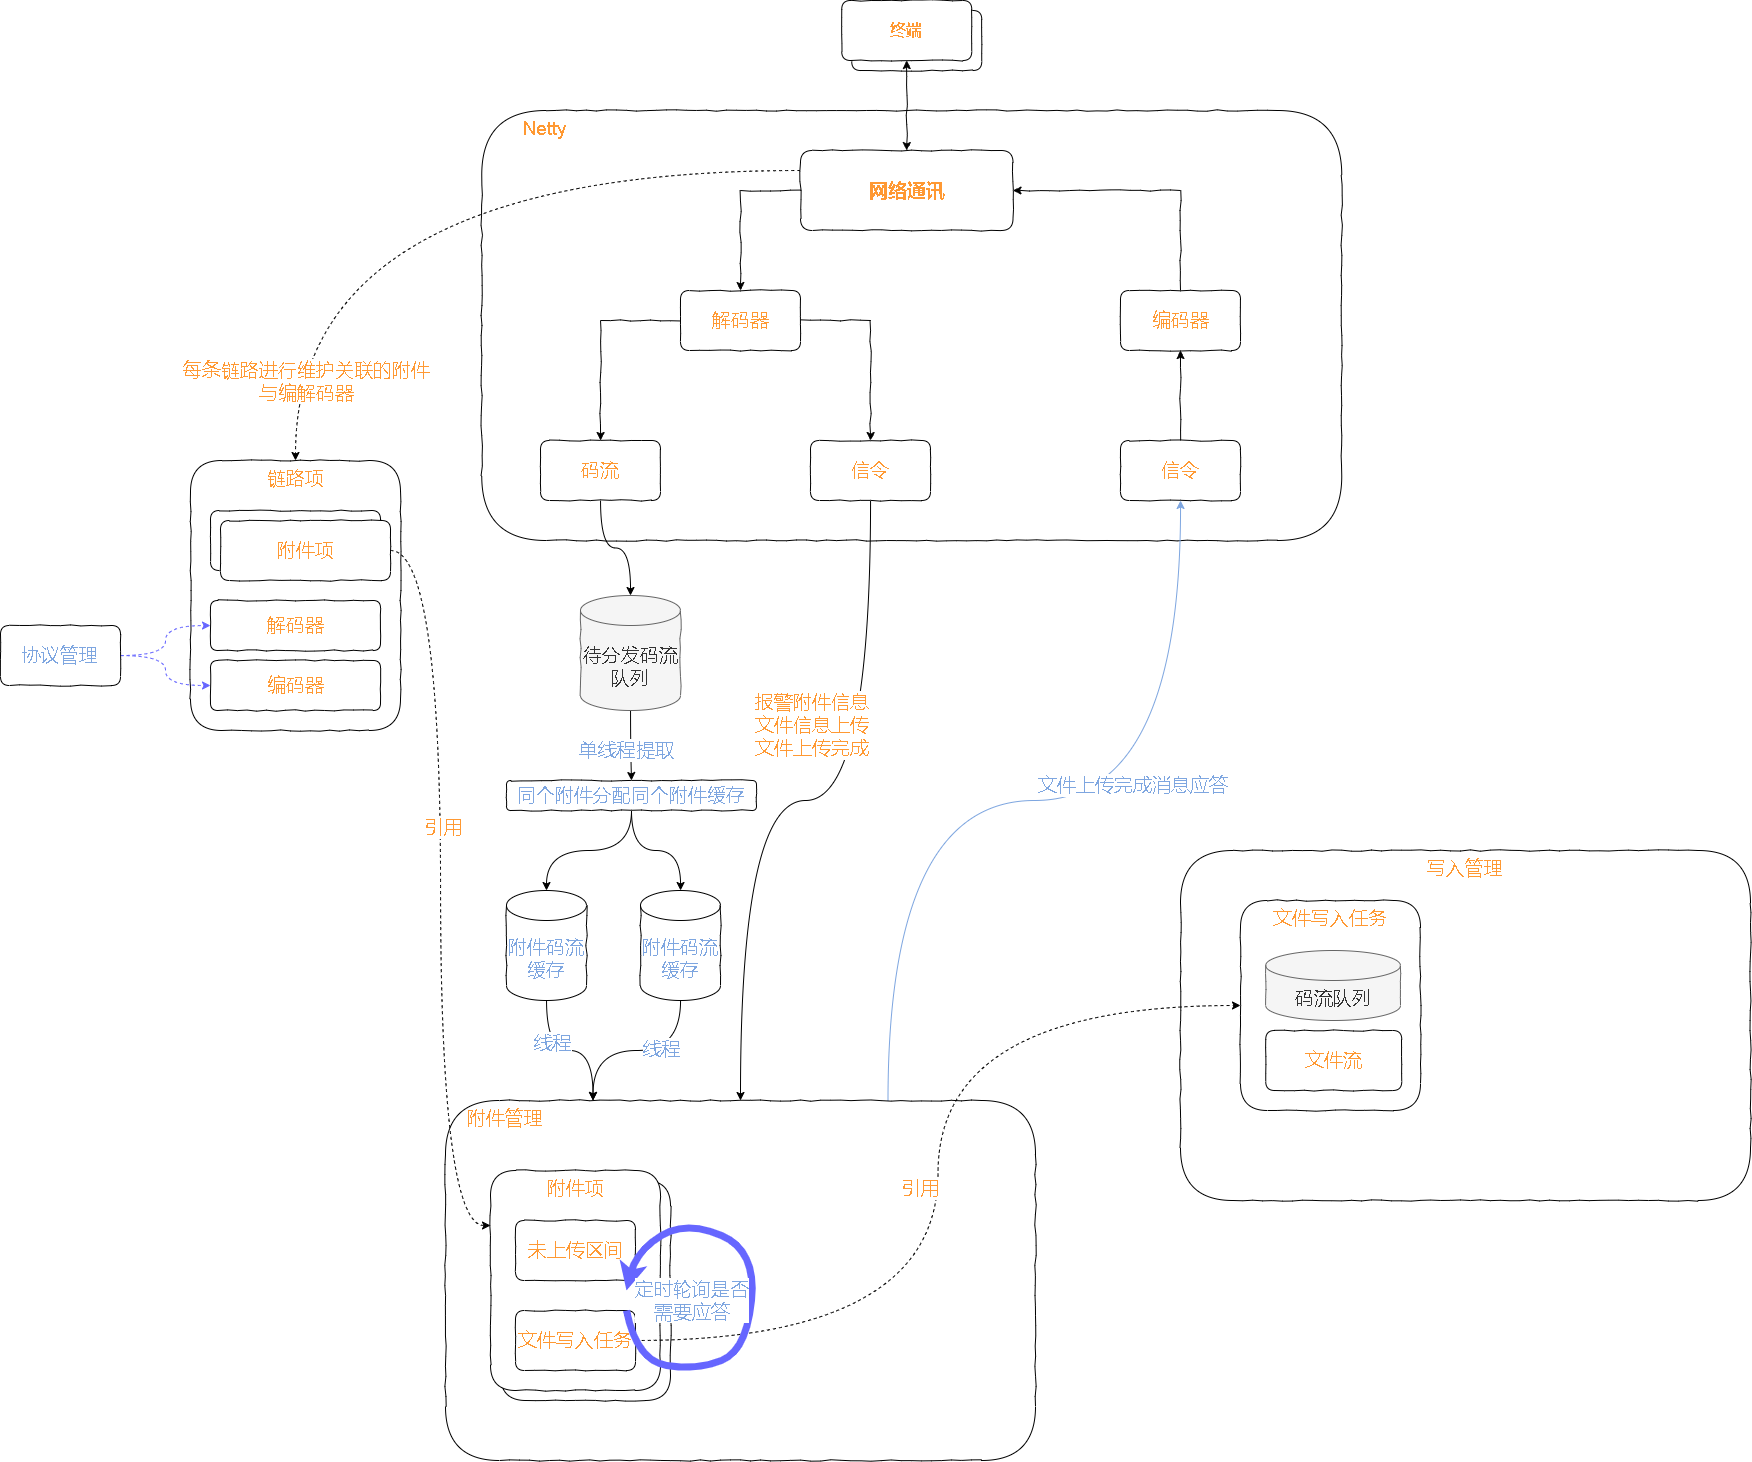 终端
Netty
网络通讯
解码器
编码器
每条链路进行维护关联的附件
与编解码器
码流
信令
信令
链路项
附件项
解码器
编码器
协议管理
待分发码流
队列
报警附件信息
文件信息上传
文件上传完成
单线程提取
同个附件分配同个附件缓存
文件上传完成消息应答
引用
写入管理
文件写入任务
码流队列
文件流
附件码流
缓存
附件码流
缓存
线程
线程
附件管理
附件项
引用
未上传区间
定时轮询是否
需要应答
文件写入任务